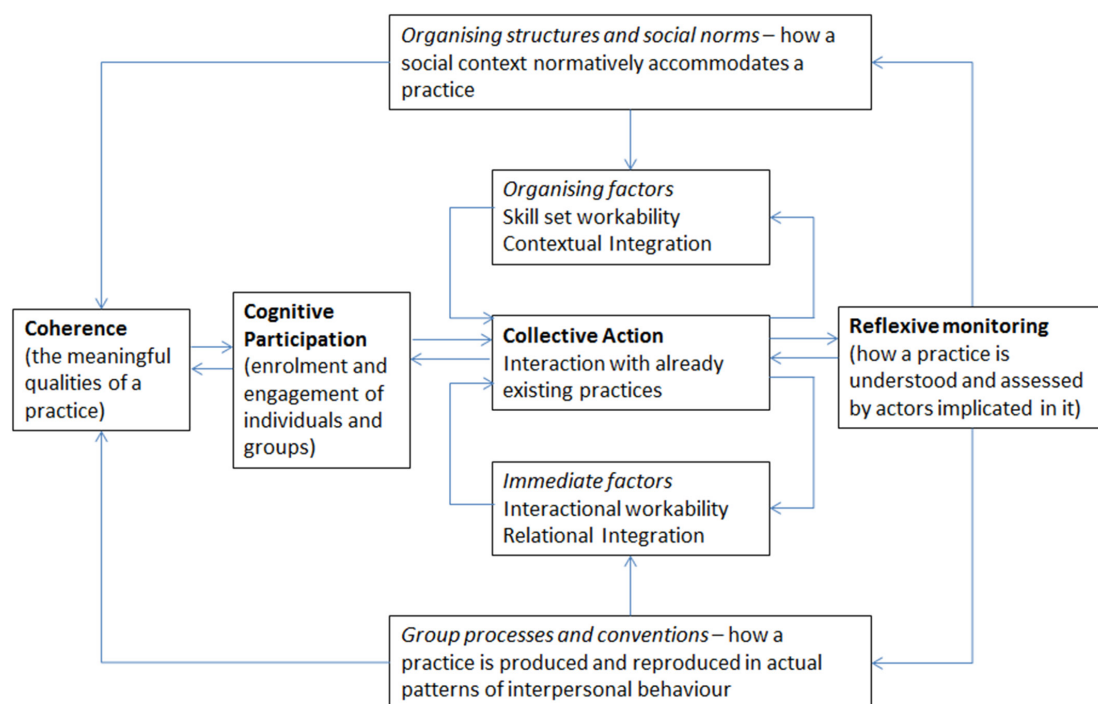 Organising structures and social norms – how a
social context normatively accommodates a
practice
Organising factors
Skill set workability
Contextual Integration
Coherence
(the meaningful
qualities of a
practice)
Cognitive
Participation
(enrolment and
engagement of
individuals and
groups)
Collective Action
Interaction with already
existing practices
Reflexive monitoring
(how a practice is
understood and assessed
by actors implicated in it)
Immediate factors
Interactional workability
Relational Integration
Group processes and conventions – how a
practice is produced and reproduced in actual
patterns of interpersonal behaviour